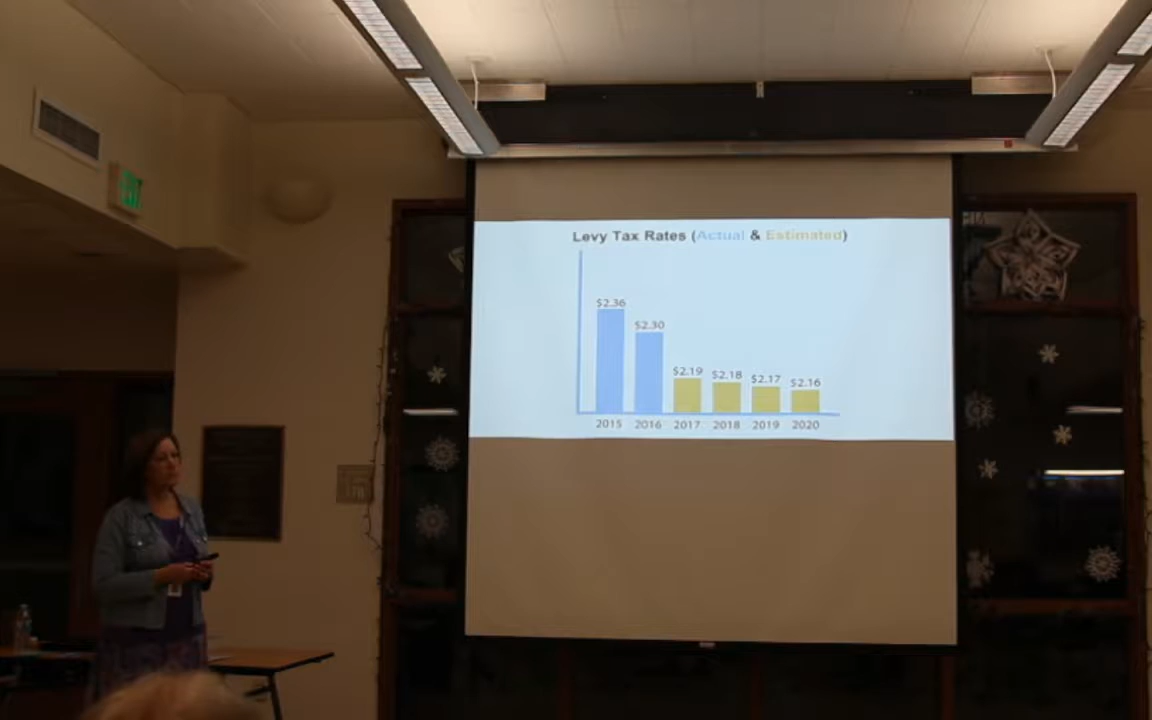 EXIT
Levy Tax Rates (Actual & Estimated)
$2.36
$2.30
$2.19
$2.18
$2.17
$2.16
2015 2016 2017 2018 2019 2020